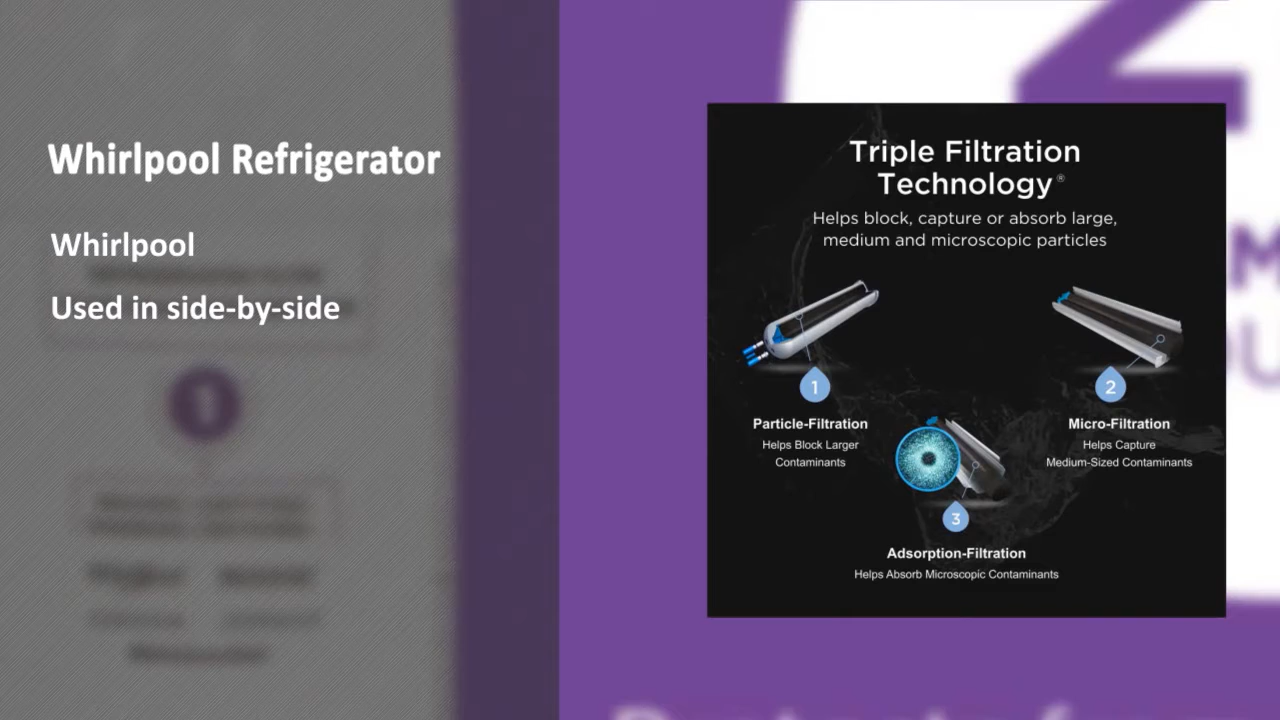 Whirlpool Refrigerator
Whirlpool
Used in side-by-side
Triple Filtration
Technology®
Helps block, capture or absorb large,
medium and microscopic particles
1
2
Particle-Filtration
Helps Block Larger
Contaminants
Micro-Filtration
Helps Capture
Medium-Sized Contaminants
3
Adsorption-Filtration
Helps Absorb Microscopic Contaminants